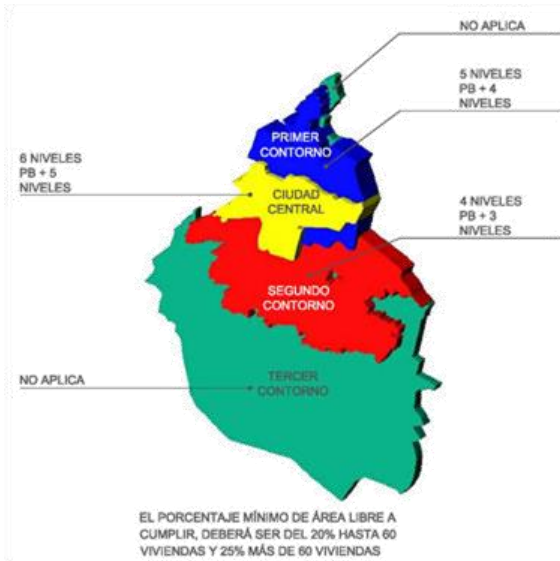 NO APLICA
5 NIVELES
PB + 4
NIVELES
PRIMER
CONTORNO
6 NIVELES
PB + 5
NIVELES
CIUDAD
CENTRAL
4 NIVELES
PB + 3
NIVELES
SEGUNDO
CONTORNO
NO APLICA
TERCER
CONTORNO
EL PORCENTAJE MÍNIMO DE ÁREA LIBRE A
CUMPLIR, DEBERÁ SER DEL 20% HASTA 60
VIVIENDAS Y 25% MÁS DE 60 VIVIENDAS